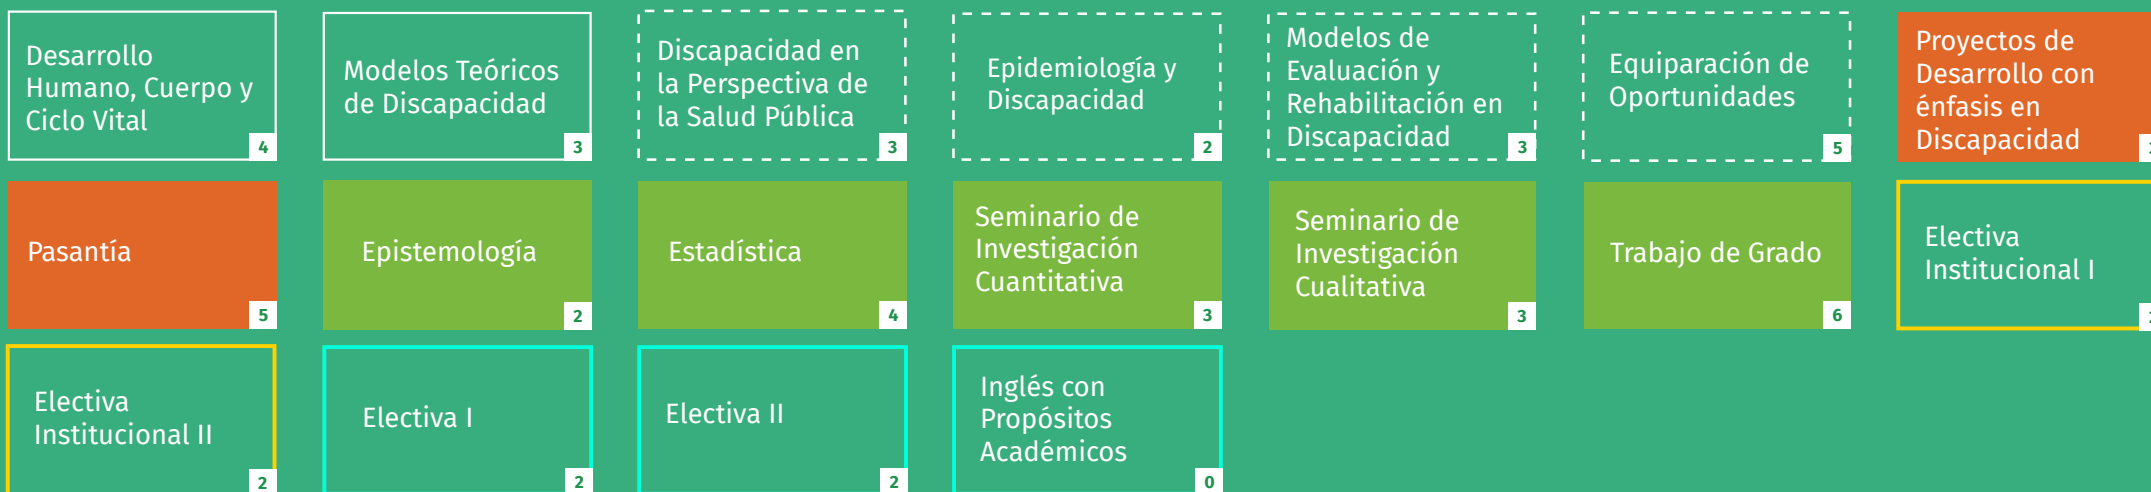 Desarrollo
Humano, Cuerpo y
Ciclo Vital
4
Modelos Teóricos
de Discapacidad
3
Discapacidad en
la Perspectiva de
la Salud Pública
3
Epidemiología y
Discapacidad
2
Modelos de
Evaluación y
Rehabilitación en
Discapacidad
3
Equiparación de
Oportunidades
5
Proyectos de
Desarrollo con
énfasis en
Discapacidad
Pasantía
5
Epistemología
2
Estadística
4
Seminario de
Investigación
Cuantitativa
3
Seminario de
Investigación
Cualitativa
3
Trabajo de Grado
6
Electiva
Institucional I
Electiva
Institucional II
2
Electiva I
2
Electiva II
2
Inglés con
Propósitos
Académicos
0